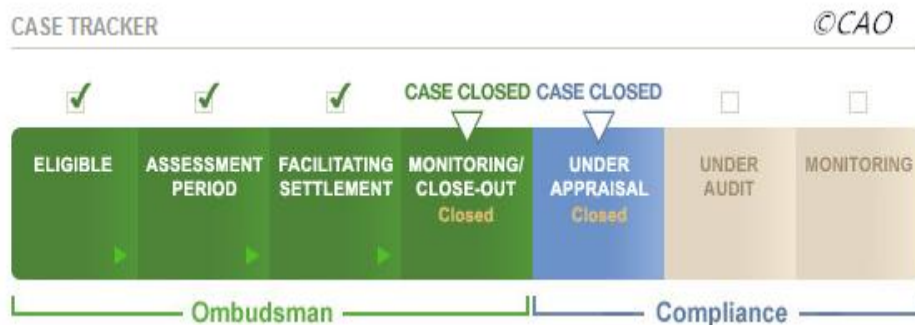 CASE TRACKER
©CAO
CASE CLOSED CASE CLOSED
ELIGIBLE
ASSESSMENT
PERIOD
FACILITATING
SETTLEMENT
MONITORING/
CLOSE-OUT
Closed
UNDER
APPRAISAL
Closed
UNDER
AUDIT
MONITORING
Ombudsman
Compliance